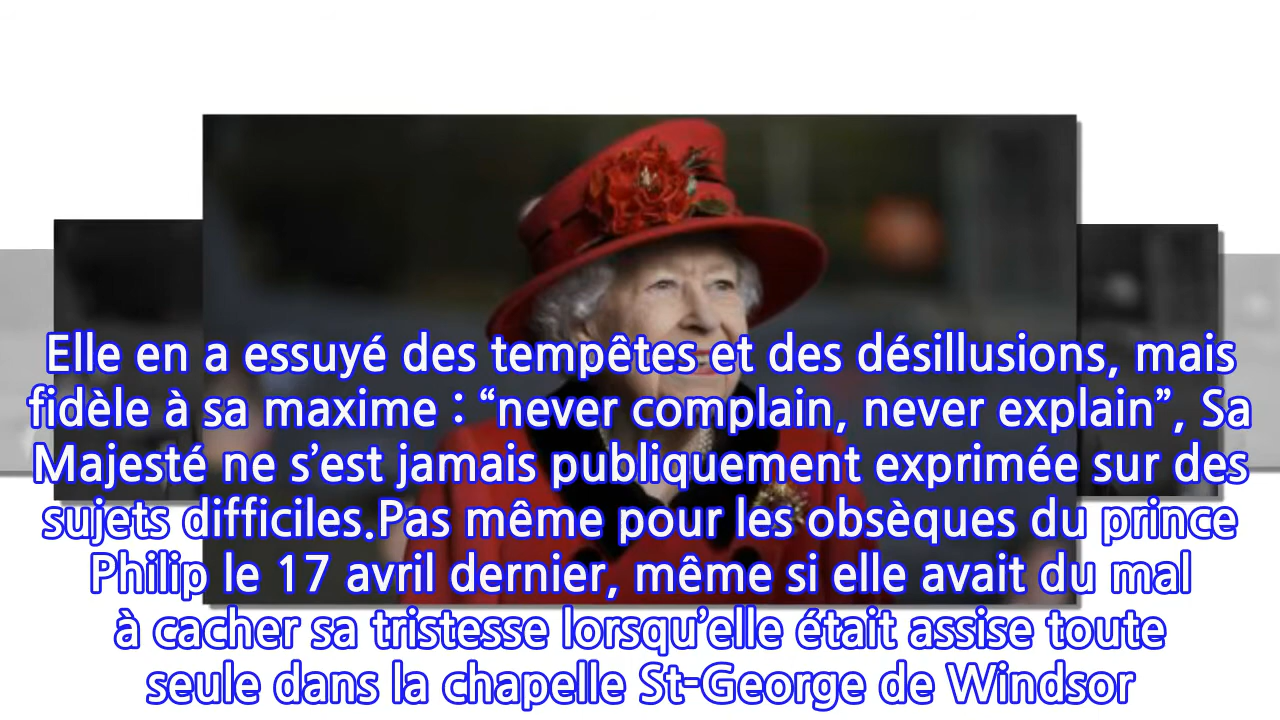 Elle en a essuyé des tempêtes et des désillusions, mais
fidèle à sa maxime : “never complain, never explain”, Sa
Majesté ne s’est jamais publiquement exprimée sur des
sujets difficiles.Pas même pour les obsèques du prince
Philip le 17 avril dernier, même si elle avait du mal
à cacher sa tristesse lorsqu’elle était assise toute
seule dans la chapelle St-George de Windsor